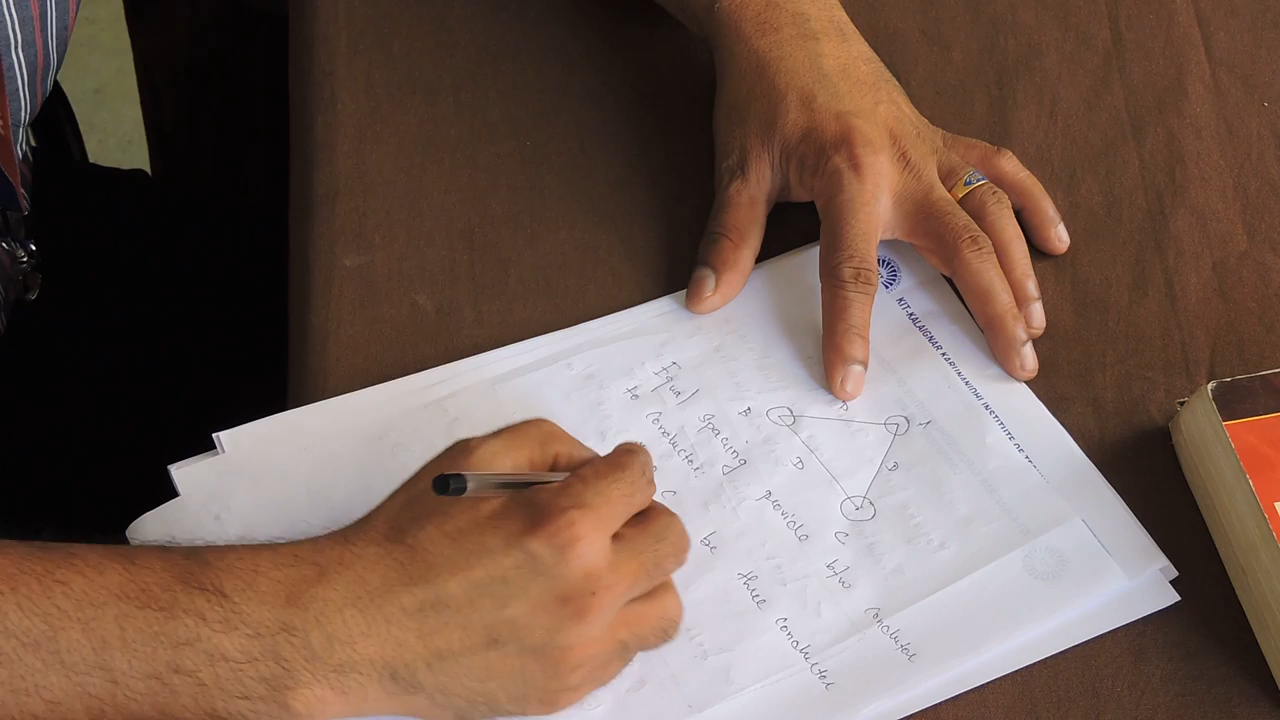 KIT-KALAIGNAR KARUNANIDHI INSTITUTE OF
D
A
B
D
D
C
Equal spacing provide b/w conductor
to conductor.
C be three conductor